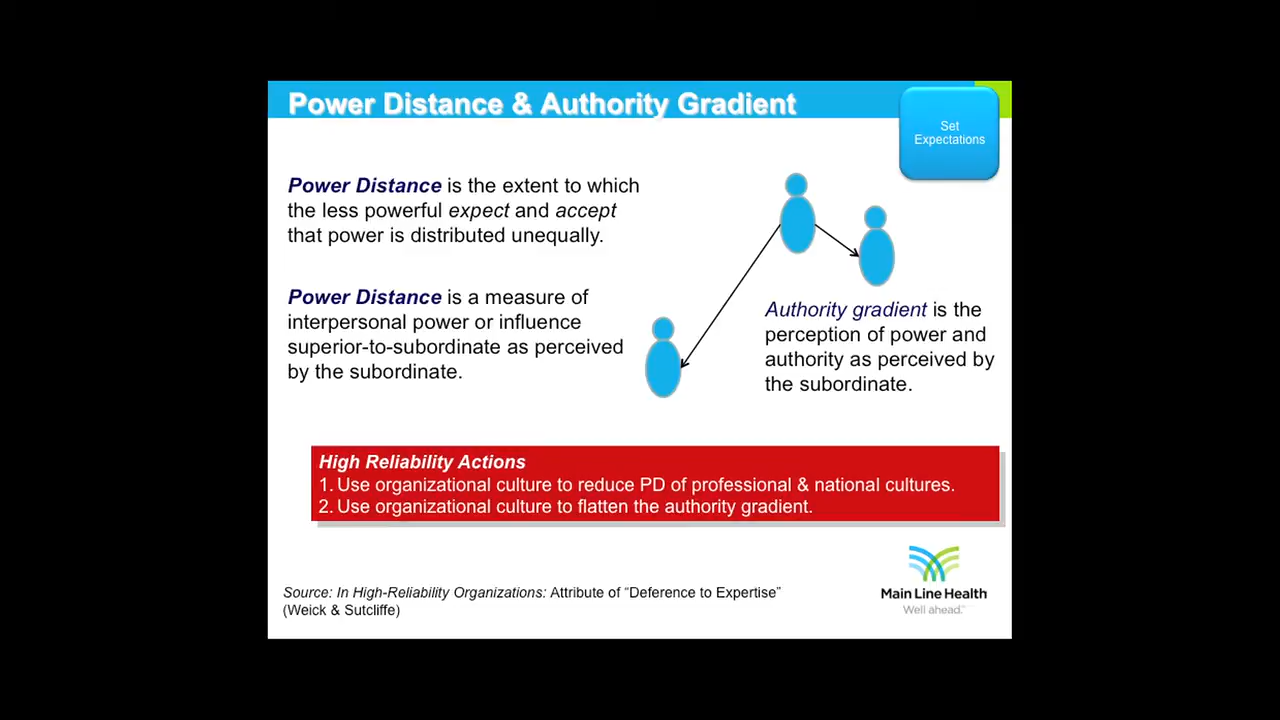 Power Distance & Authority Gradient
Set
Expectations
Power Distance is the extent to which
the less powerful expect and accept
that power is distributed unequally.
Power Distance is a measure of
interpersonal power or influence
superior-to-subordinate as perceived
by the subordinate.
Authority gradient is the
perception of power and
authority as perceived by
the subordinate.
High Reliability Actions
1. Use organizational culture to reduce PD of professional & national cultures.
2. Use organizational culture to flatten the authority gradient.
Source: In High-Reliability Organizations: Attribute of “Deference to Expertise”
(Weick & Sutcliffe)
Main Line Health
Well ahead.™